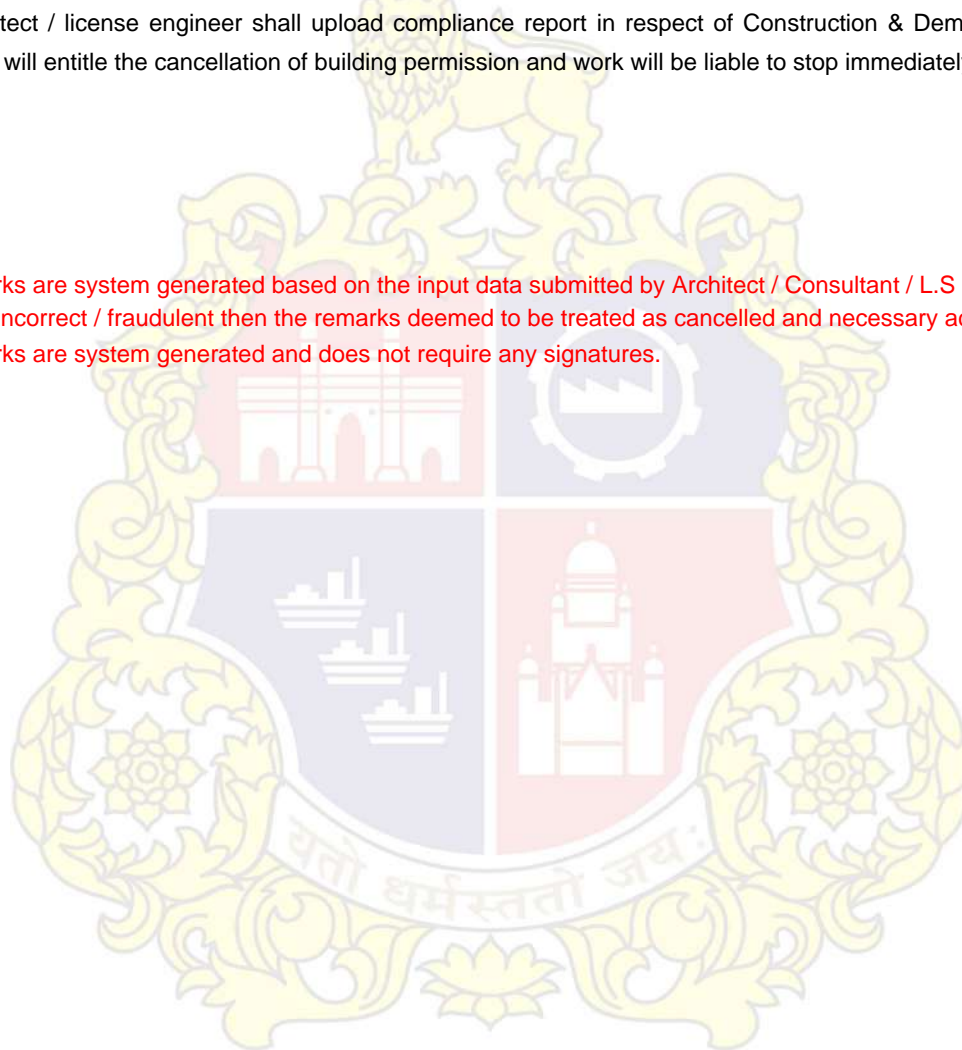 tect / license engineer shall upload compliance report in respect of Construction & Dem
will entitle the cancellation of building permission and work will be liable to stop immediately
rks are system generated based on the input data submitted by Architect / Consultant / L.S
ncorrect / fraudulent then the remarks deemed to be treated as cancelled and necessary ac
rks are system generated and does not require any signatures.
यतो धर्मस्ततो जय: